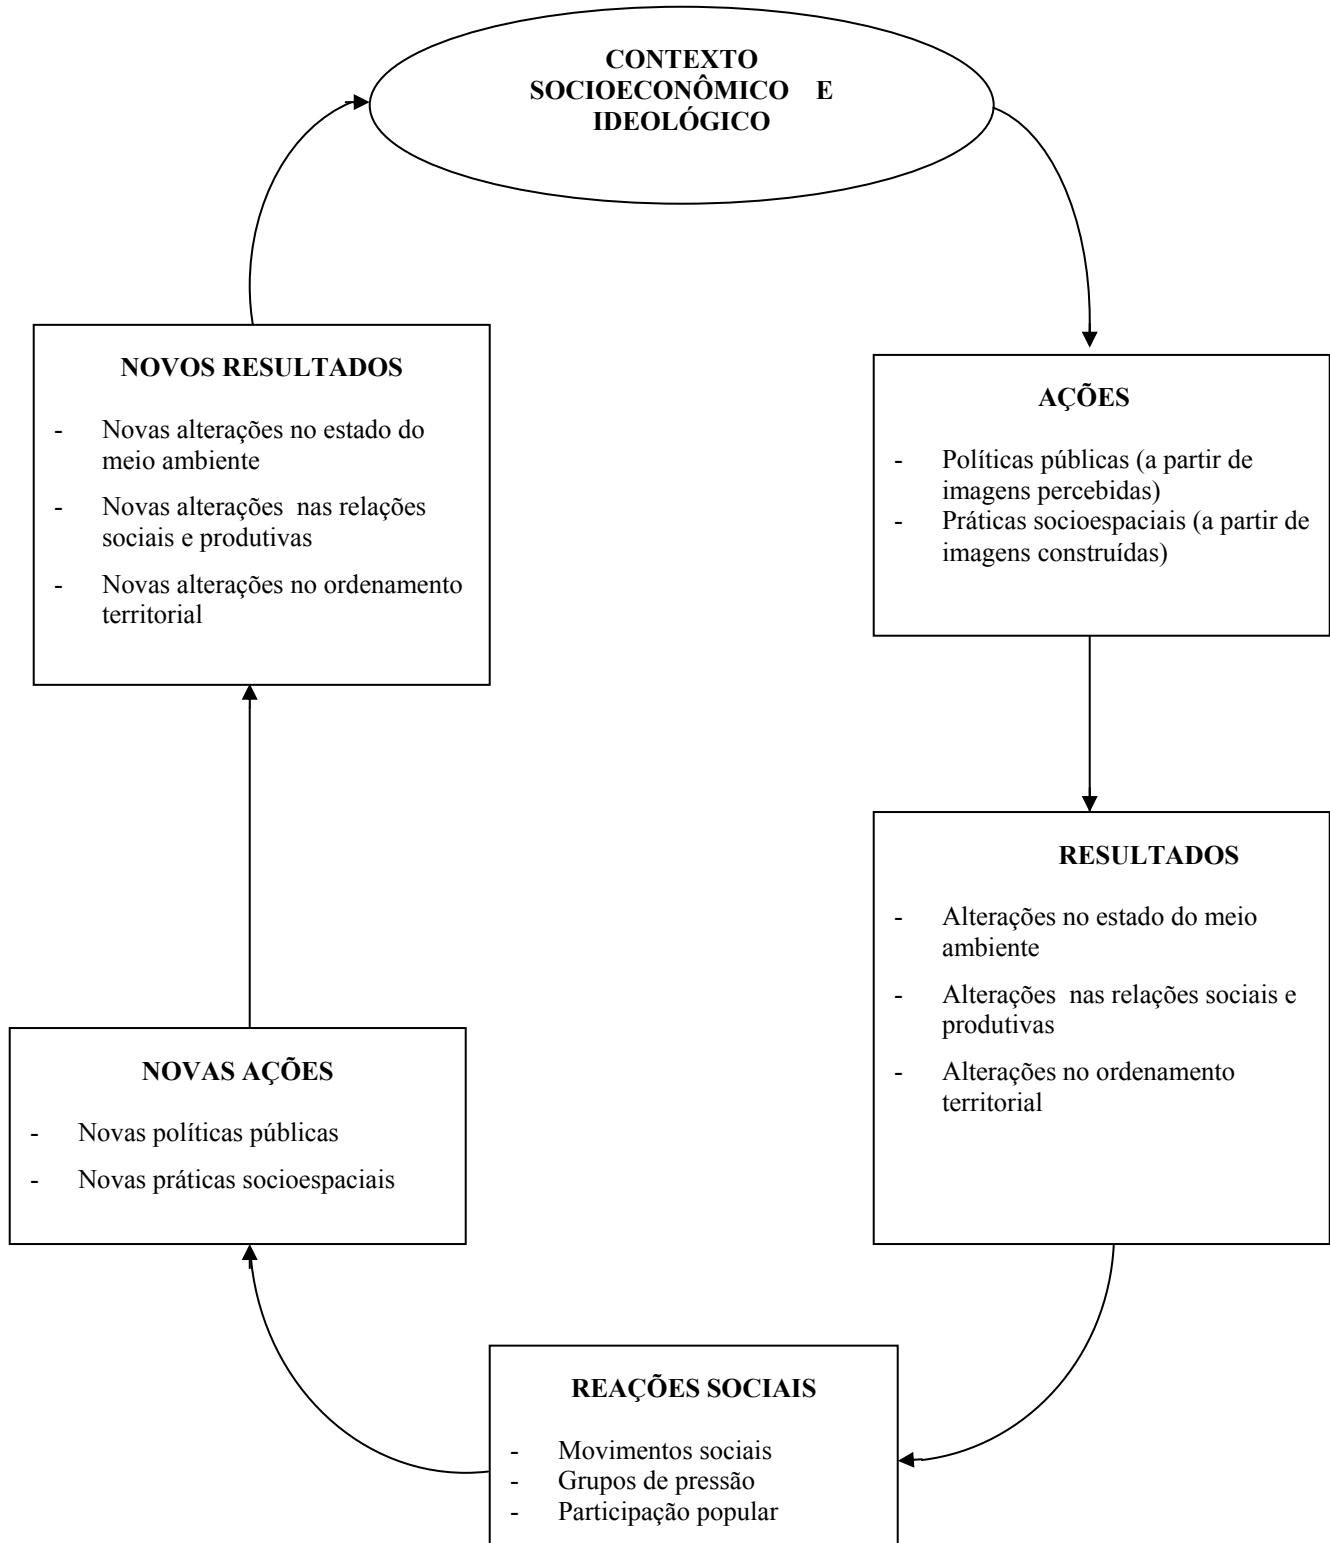 CONTEXTO
SOCIOECONÔMICO E
IDEOLÓGICO
NOVOS RESULTADOS
- Novas alterações no estado do
meio ambiente
- Novas alterações nas relações
sociais e produtivas
- Novas alterações no ordenamento
territorial
AÇÕES
- Políticas públicas (a partir de
imagens percebidas)
- Práticas socioespaciais (a partir de
imagens construídas)
RESULTADOS
- Alterações no estado do meio
ambiente
- Alterações nas relações sociais e
produtivas
- Alterações no ordenamento
territorial
NOVAS AÇÕES
- Novas políticas públicas
- Novas práticas socioespaciais
REAÇÕES SOCIAIS
- Movimentos sociais
- Grupos de pressão
- Participação popular